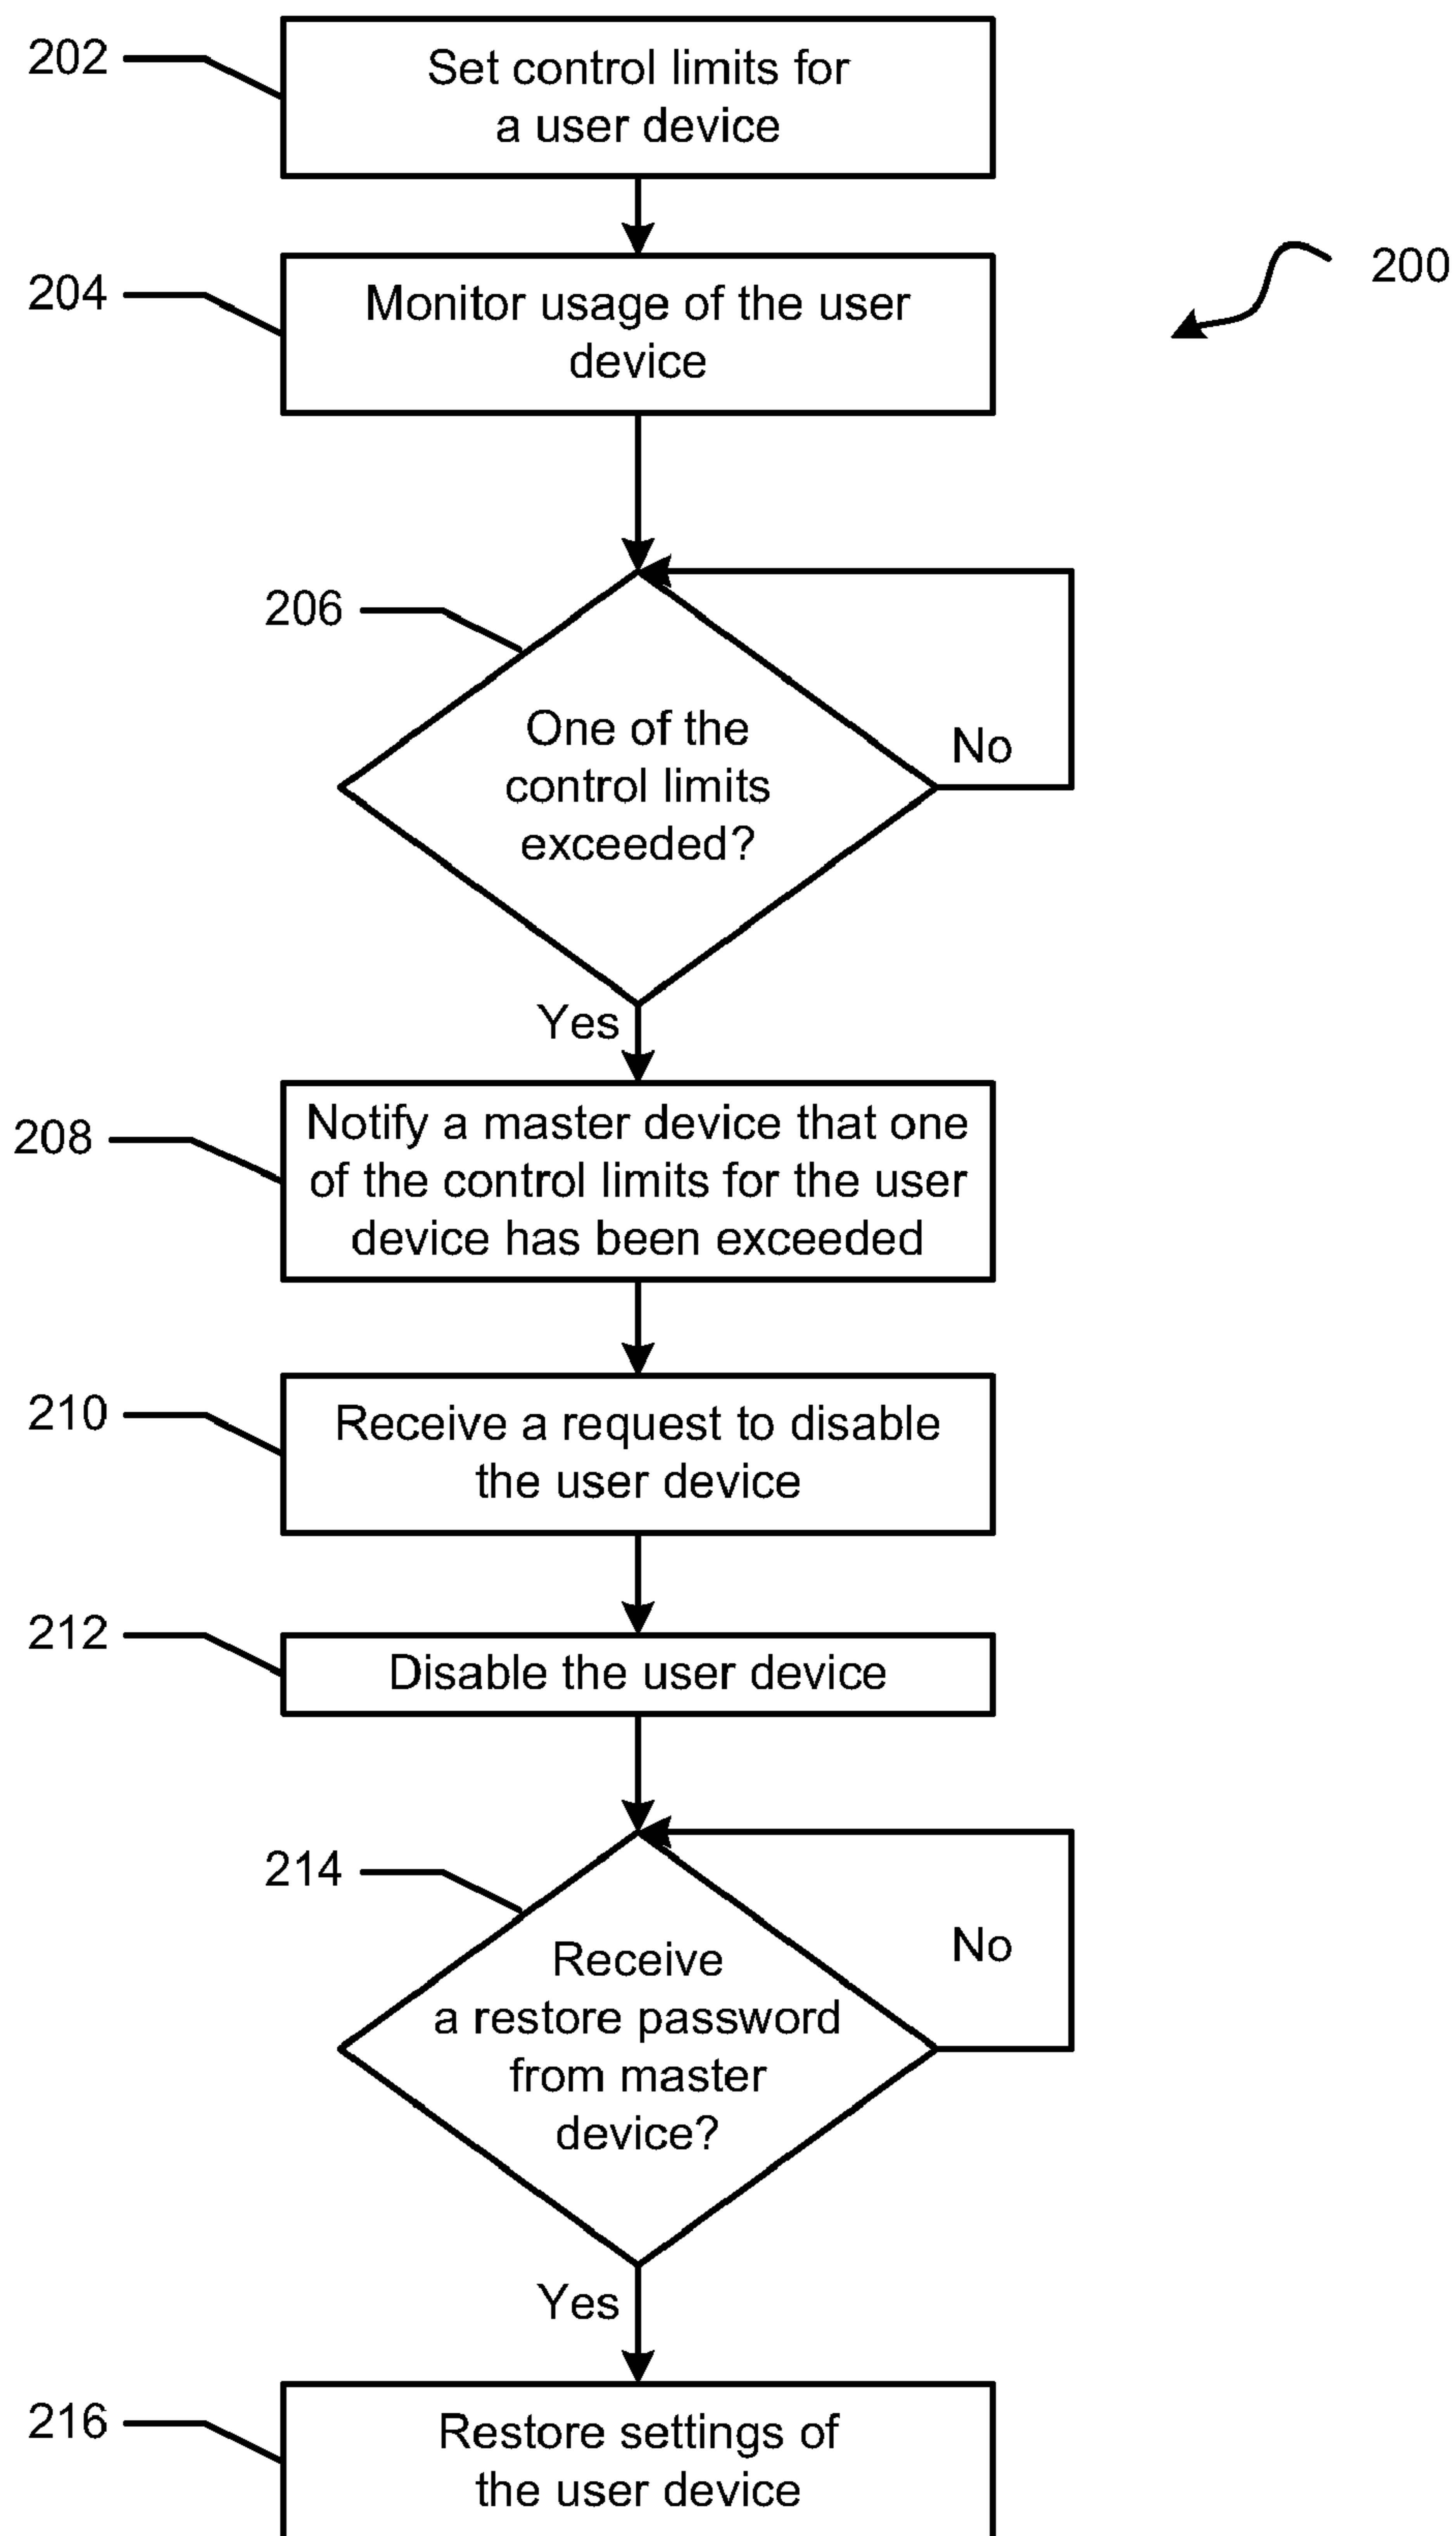 202
Set control limits for
a user device
200
204
Monitor usage of the user
device
206
One of the
control limits
exceeded?
No
Yes
208
Notify a master device that one
of the control limits for the user
device has been exceeded
210
Receive a request to disable
the user device
212
Disable the user device
214
Receive
a restore password
from master
device?
No
Yes
216
Restore settings of
the user device